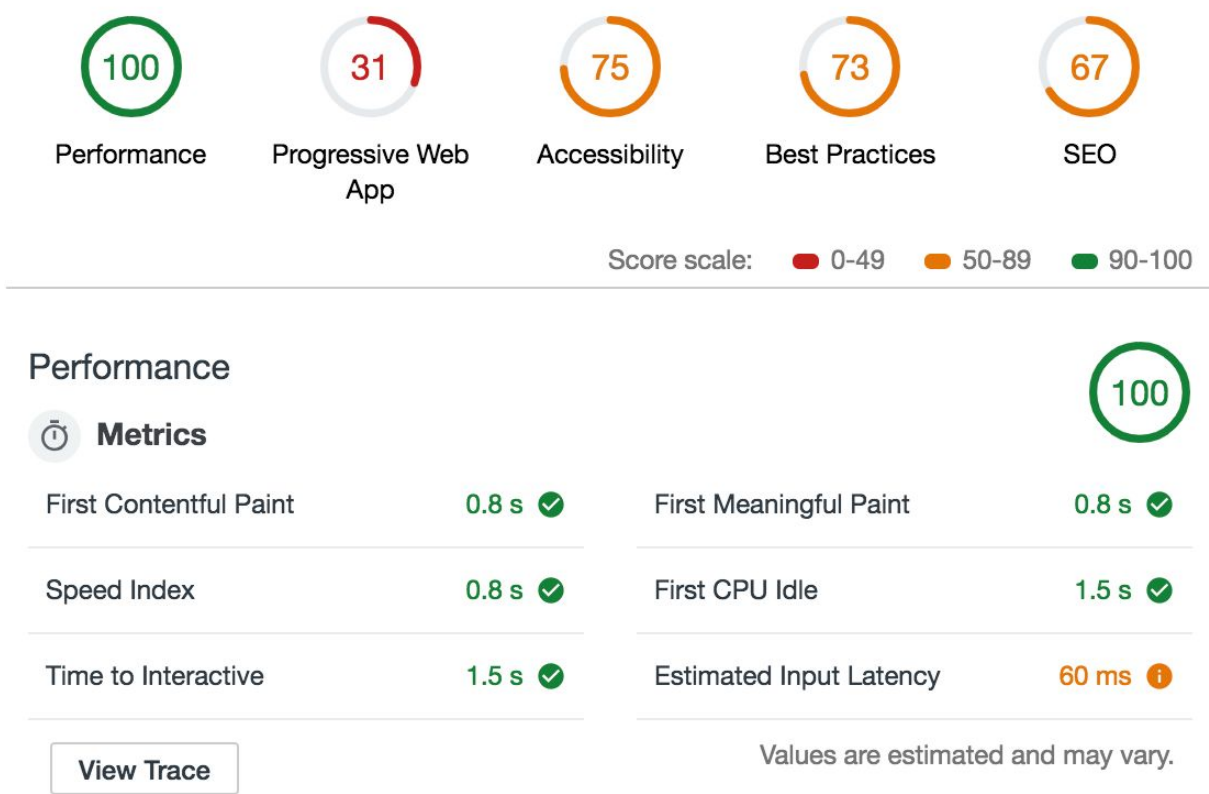 100 31 75 73 67
Performance Progressive Web App Accessibility Best Practices SEO
Score scale: 0-49 50-89 90-100
Performance
100
Metrics
First Contentful Paint 0.8 s First Meaningful Paint 0.8 s
Speed Index 0.8 s First CPU Idle 1.5 s
Time to Interactive 1.5 s Estimated Input Latency 60 ms
View Trace
Values are estimated and may vary.